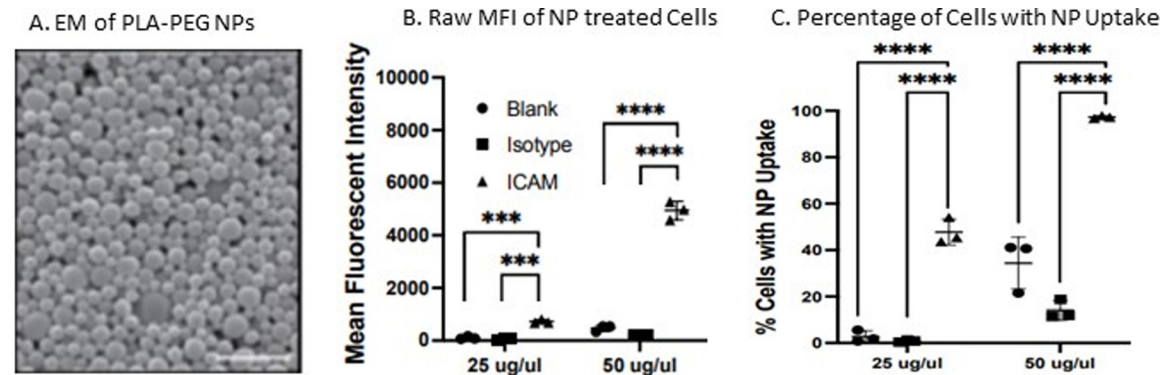 A. EM of PLA-PEG NPs
B. Raw MFI of NP treated Cells
Mean Fluorescent Intensity
10000
8000
6000
4000
2000
0
Blank
Isotype
ICAM
***
***
****
****
25 ug/ul
50 ug/ul
C. Percentage of Cells with NP Uptake
% Cells with NP Uptake
100
80
60
40
20
0
****
****
****
****
25 ug/ul
50 ug/ul